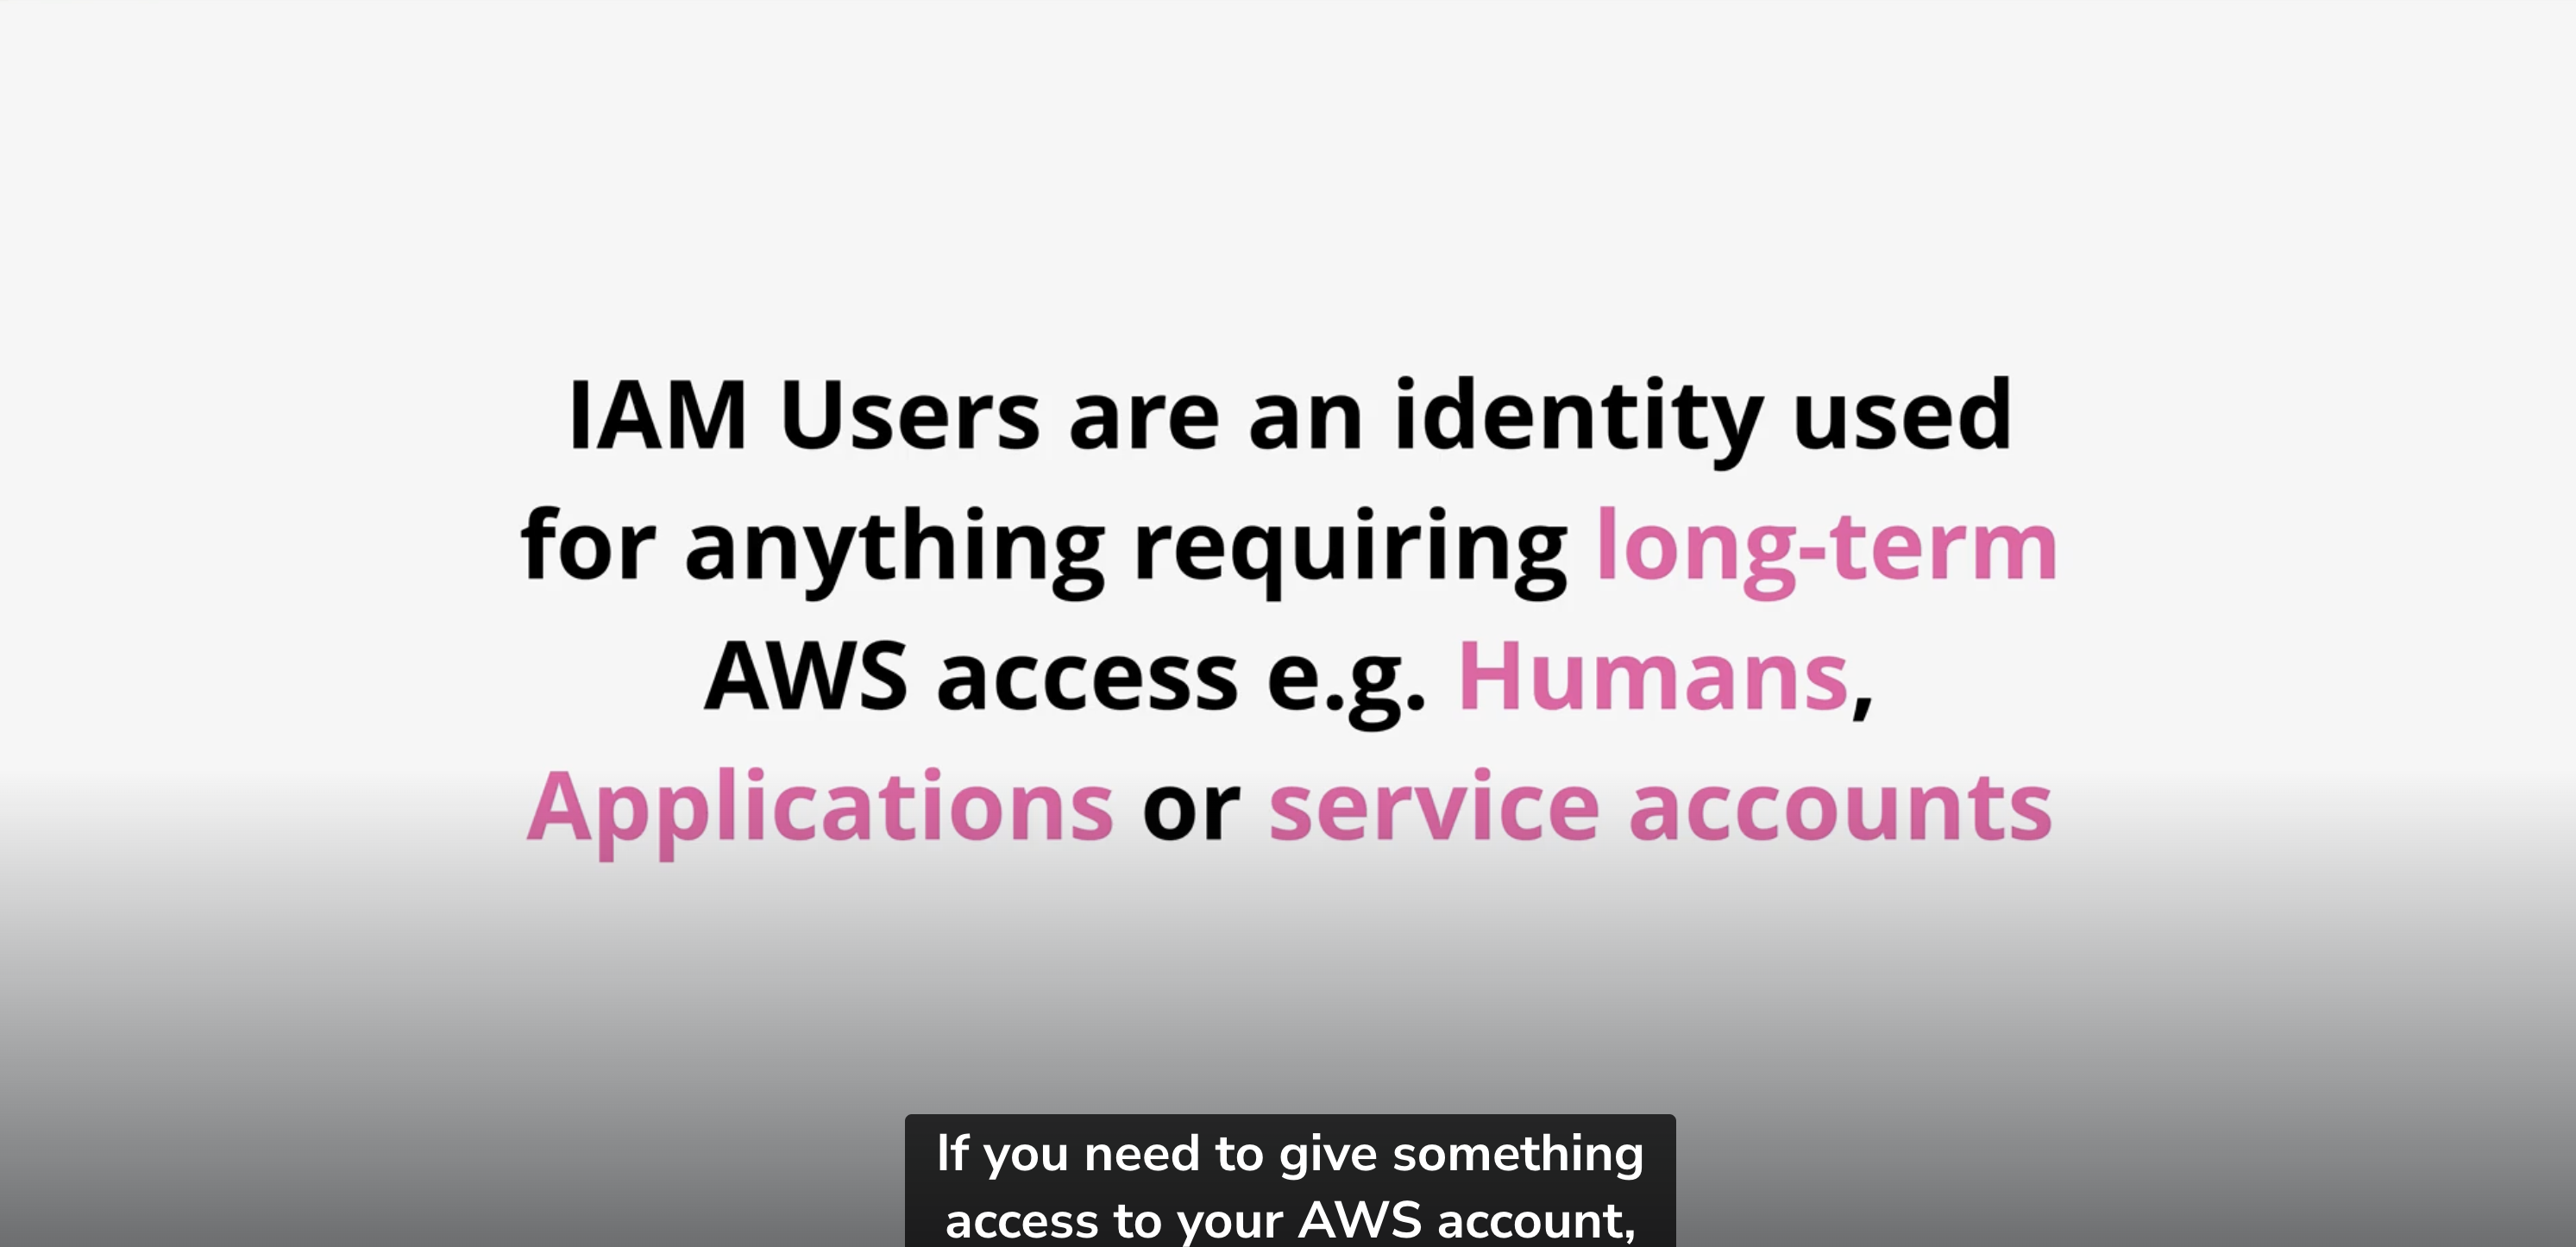 IAM Users are an identity used
for anything requiring long-term
AWS access e.g. Humans,
Applications or service accounts
If you need to give something
access to your AWS account,